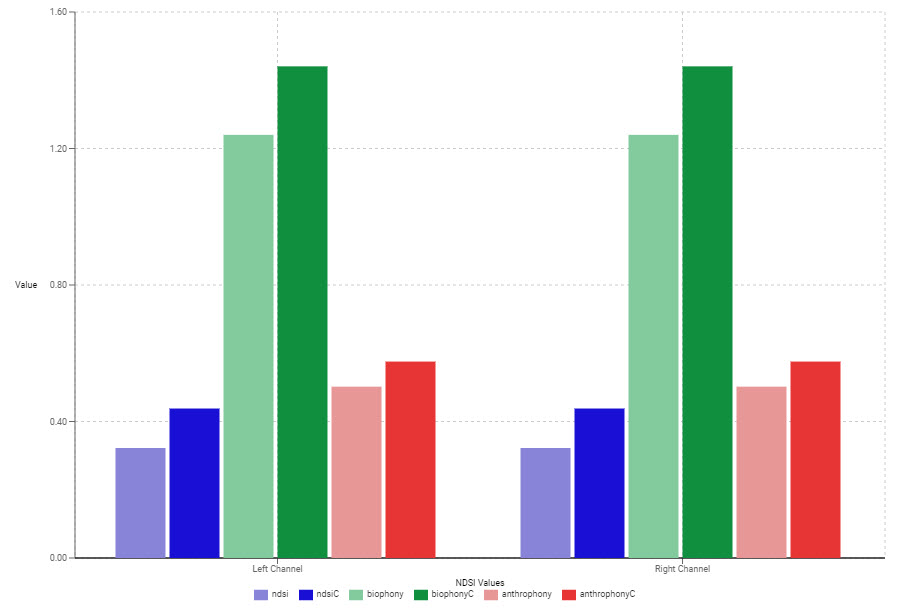 1.60
1.20
Value 0.80
0.40
0.00
Left Channel Right Channel
NDSI Values
ndsi ndsiC biophony biophonyC anthrophony anthrophonyC